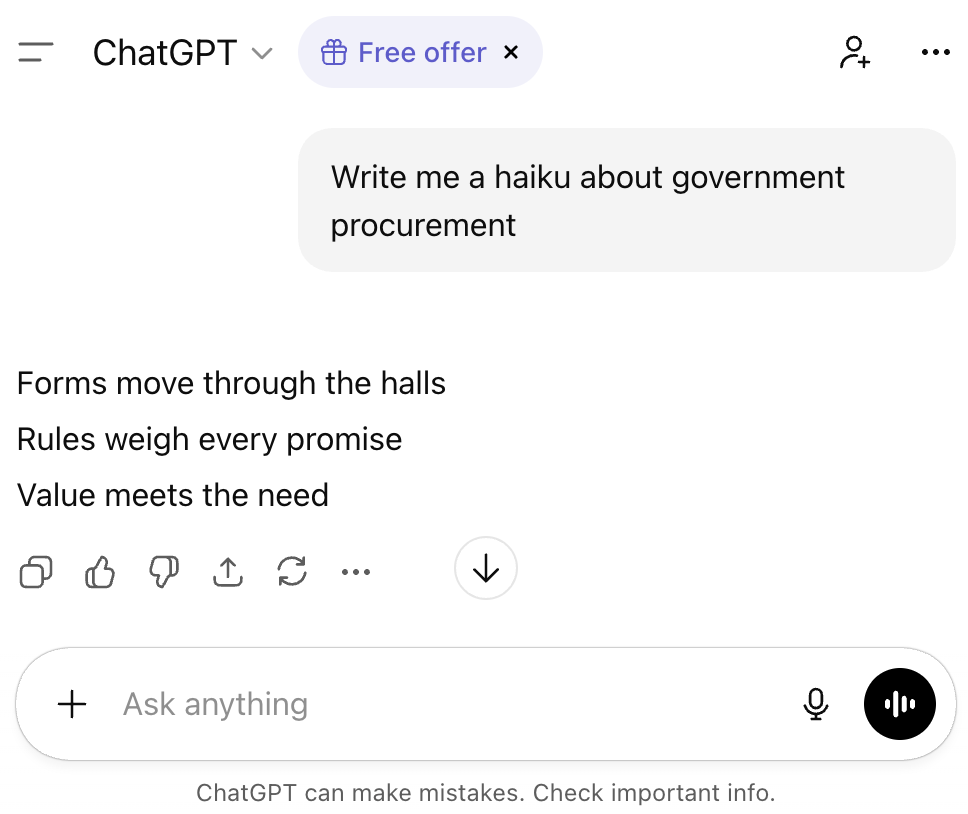 ChatGPT
Free offer
Write me a haiku about government
procurement
Forms move through the halls
Rules weigh every promise
Value meets the need
Ask anything
ChatGPT can make mistakes. Check important info.